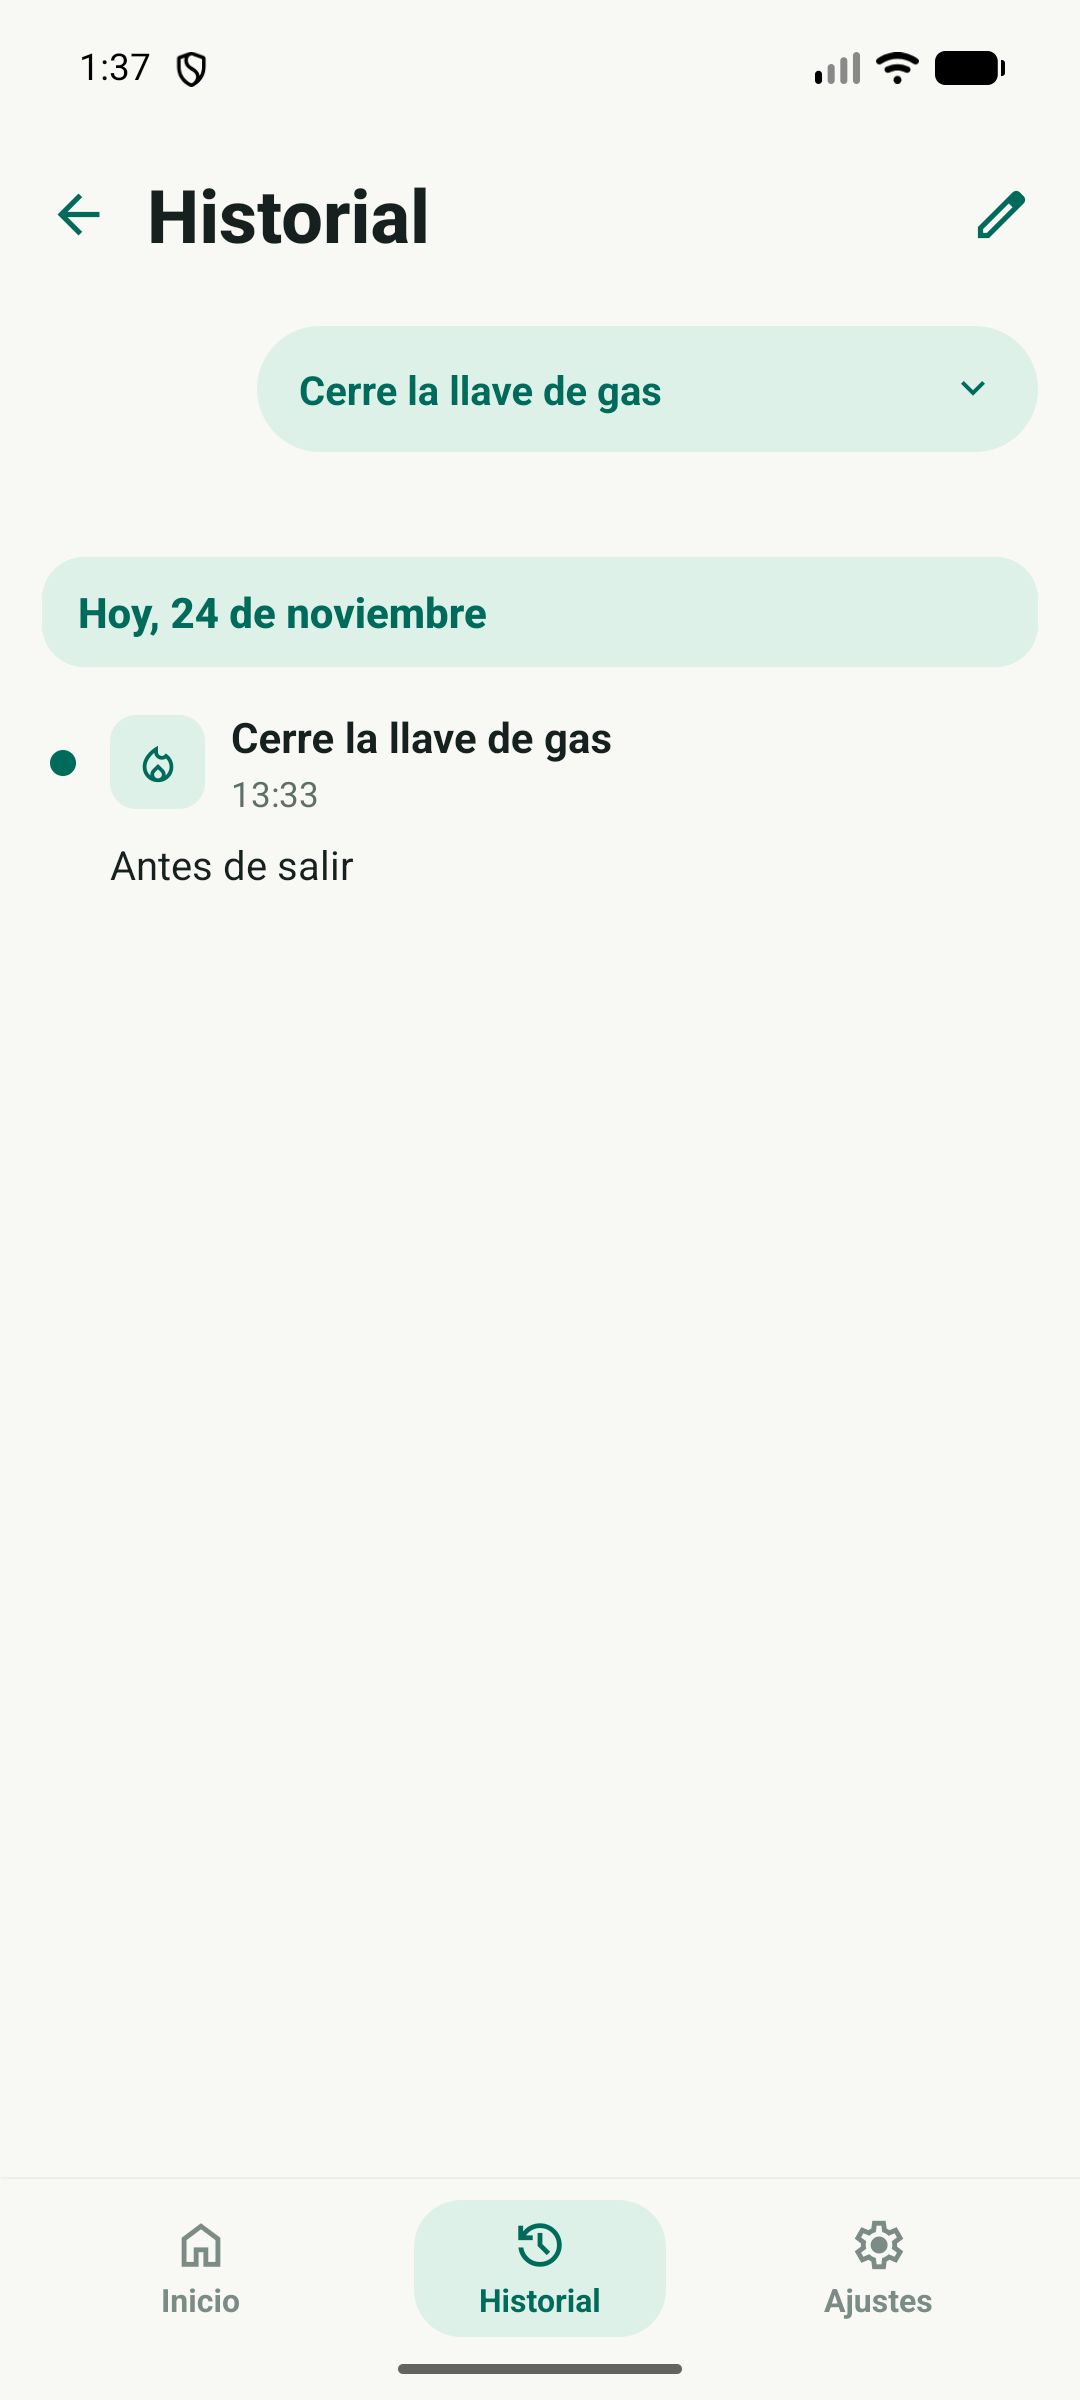 1:37
Historial
Cerre la llave de gas
Hoy, 24 de noviembre
Cerre la llave de gas
13:33
Antes de salir
Inicio
Historial
Ajustes